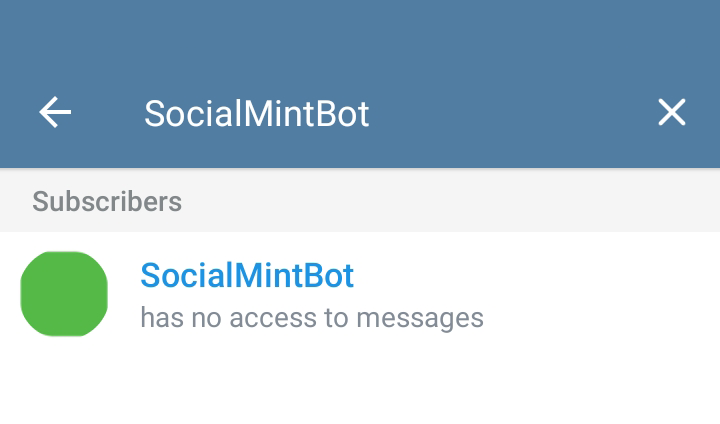 SocialMintBot
Subscribers
SocialMintBot
has no access to messages